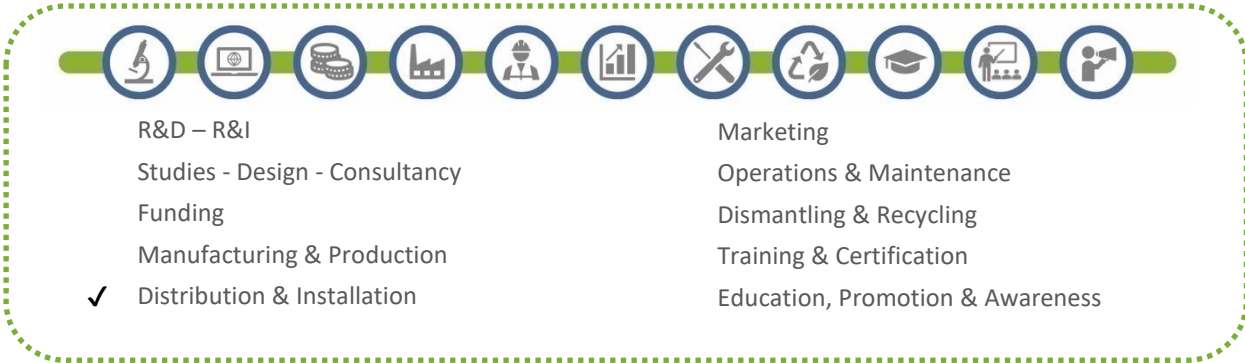 R&D – R&I
Studies - Design - Consultancy
Funding
Manufacturing & Production
✓ Distribution & Installation
Marketing
Operations & Maintenance
Dismantling & Recycling
Training & Certification
Education, Promotion & Awareness